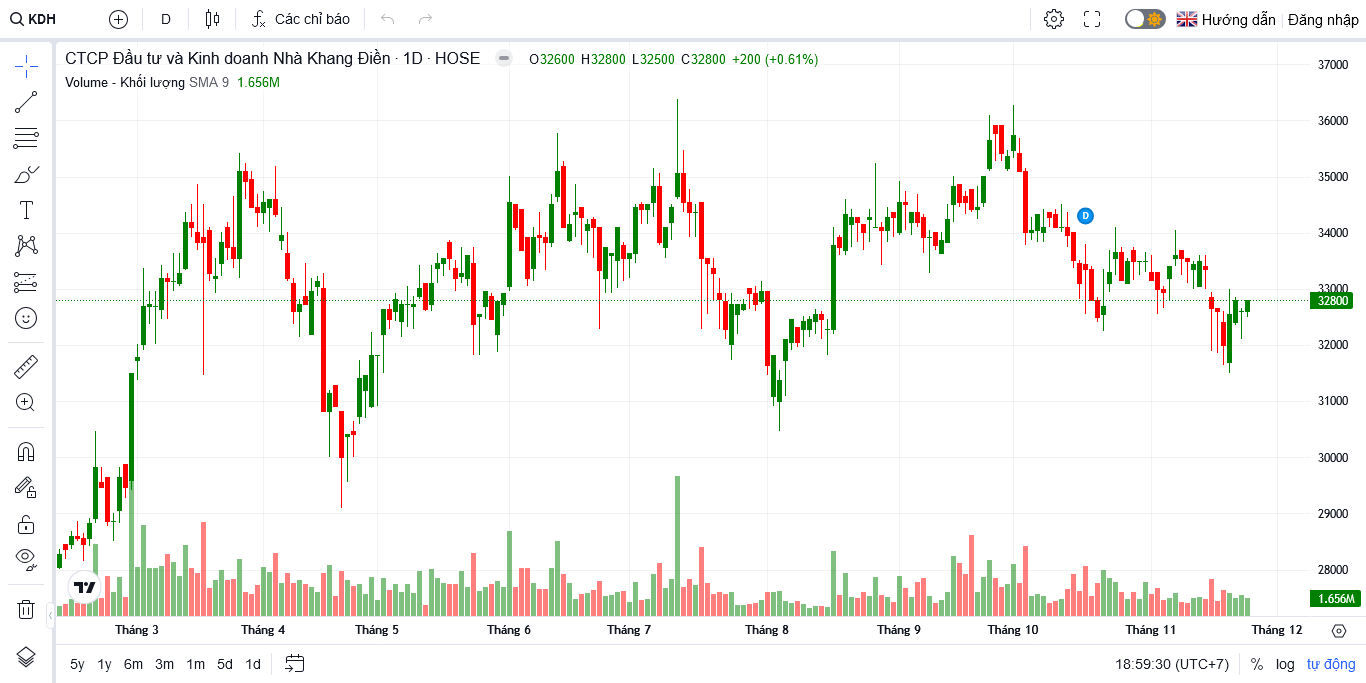 KDH D Các chỉ báo Hướng dẫn Đăng nhập
CTCP Đầu tư và Kinh doanh Nhà Khang Điền · 1D · HOSE O32600 H32800 L32500 C32800 +200 (+0.61%)
Volume - Khối lượng SMA 9 1.656M
37000
36000
35000
D
34000
33000
32800
32000
31000
30000
29000
28000
1.656M
Tháng 3 Tháng 4 Tháng 5 Tháng 6 Tháng 7 Tháng 8 Tháng 9 Tháng 10 Tháng 11 Tháng 12
5y 1y 6m 3m 1m 5d 1d 18:59:30 (UTC+7) % log tự động